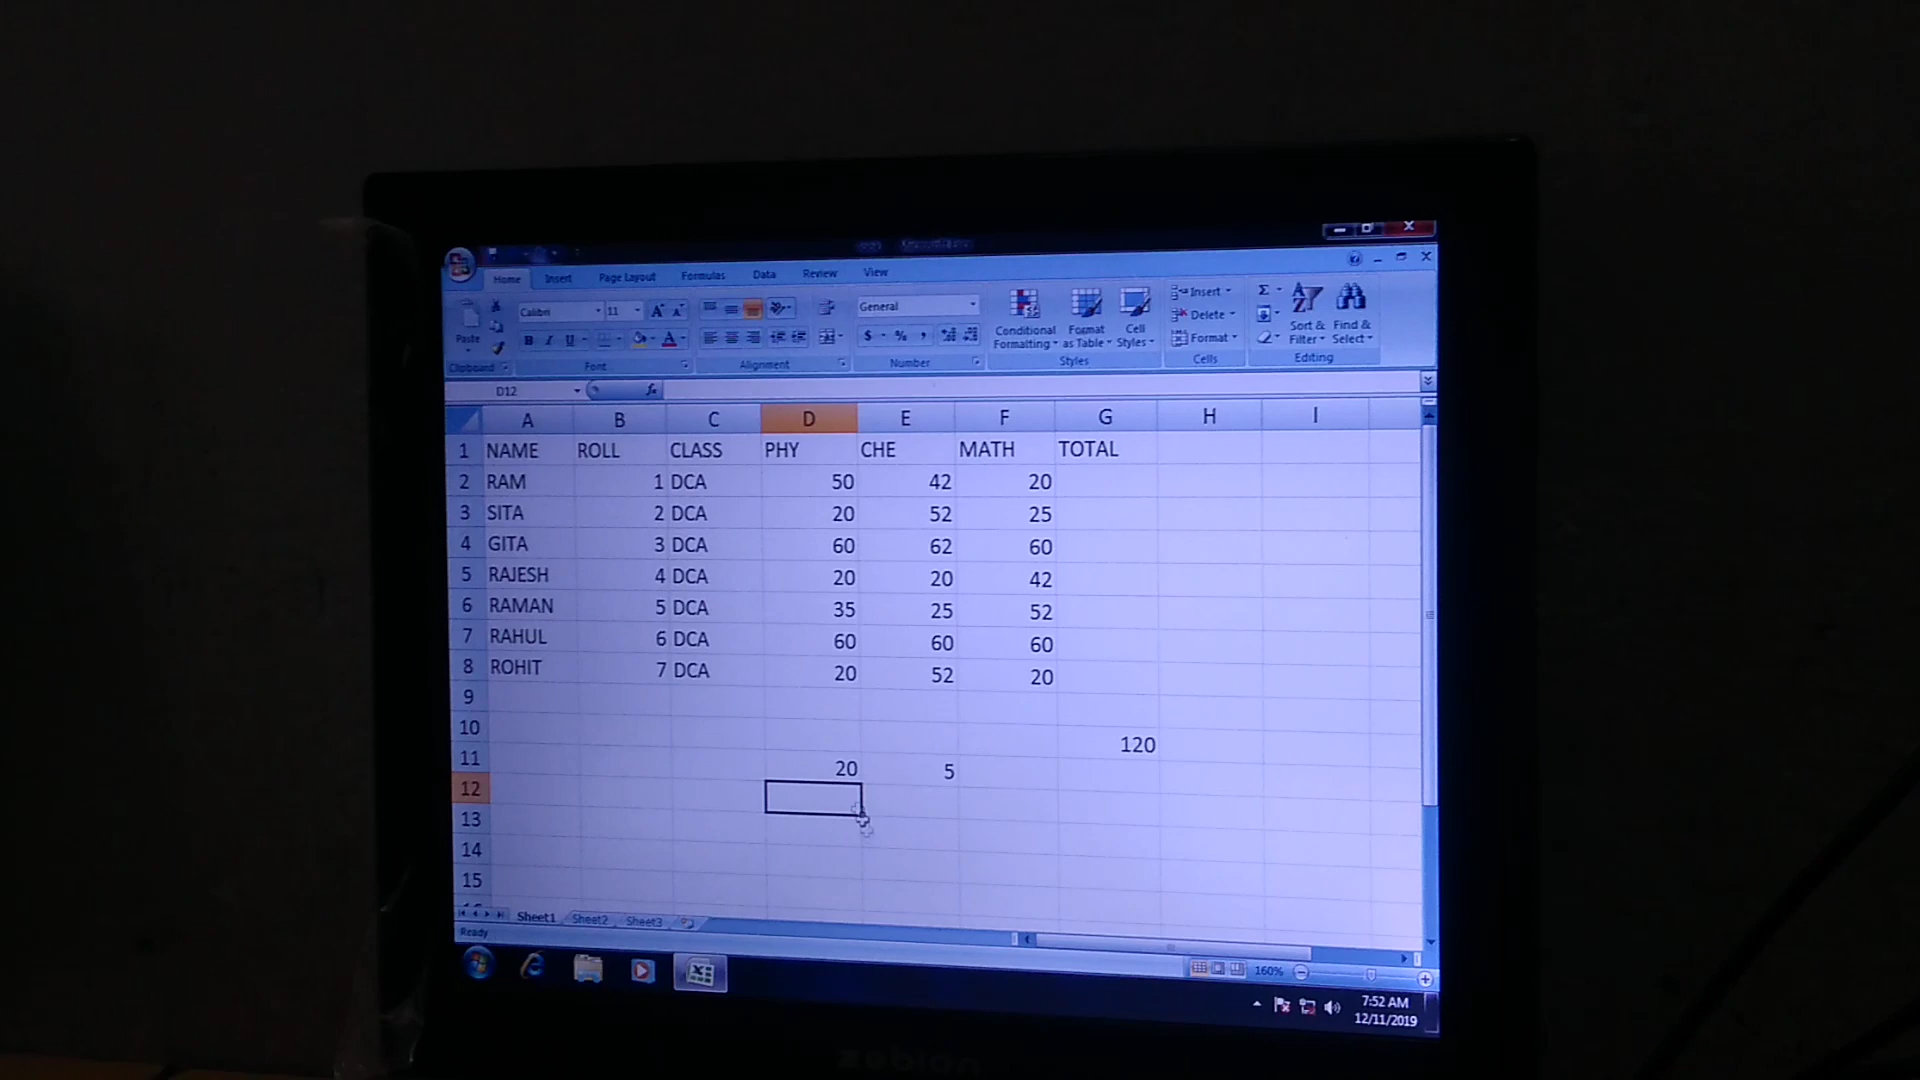 Home Insert Page Layout Formulas Data Review View
Paste
Calibri 11
General
Conditional Formatting
Format as Table
Cell Styles
Insert
Delete
Format
Sort & Filter
Find & Select
Clipboard Font Alignment Number Styles Cells Editing
D12 fx
A B C D E F G H I
1 NAME ROLL CLASS PHY CHE MATH TOTAL
2 RAM 1 DCA 50 42 20
3 SITA 2 DCA 20 52 25
4 GITA 3 DCA 60 62 60
5 RAJESH 4 DCA 20 20 42
6 RAMAN 5 DCA 35 25 52
7 RAHUL 6 DCA 60 60 60
8 ROHIT 7 DCA 20 52 20
9
10 120
11 20 5
12
13
14
15
Sheet1 Sheet2 Sheet3
Ready
160%
7:52 AM
12/11/2019
zebion